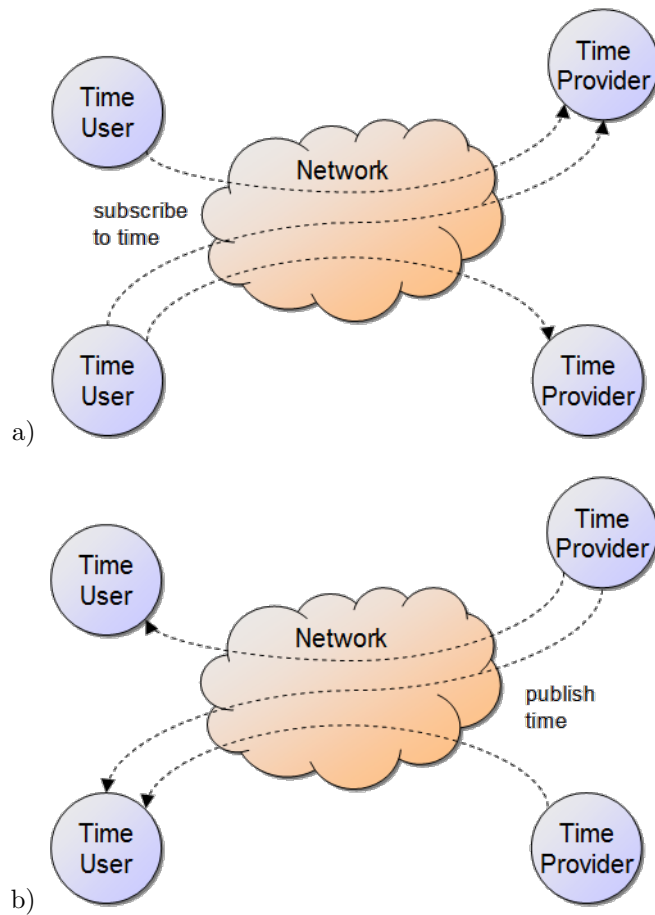 Time
User
Time
Provider
Network
subscribe
to time
Time
User
Time
Provider
a)
Time
User
Time
Provider
Network
publish
time
Time
User
Time
Provider
b)